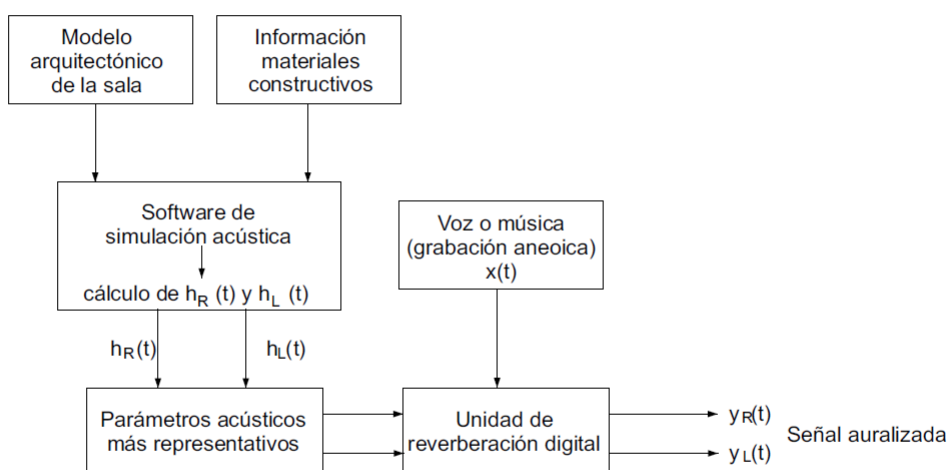 Modelo
arquitectónico
de la sala
Información
materiales
constructivos
Software de
simulación acústica
cálculo de hR (t) y hL (t)
Voz o música
(grabación aneoica)
x(t)
hR(t)
hL(t)
Parámetros acústicos
más representativos
Unidad de
reverberación digital
yR(t)
yL(t)
Señal auralizada